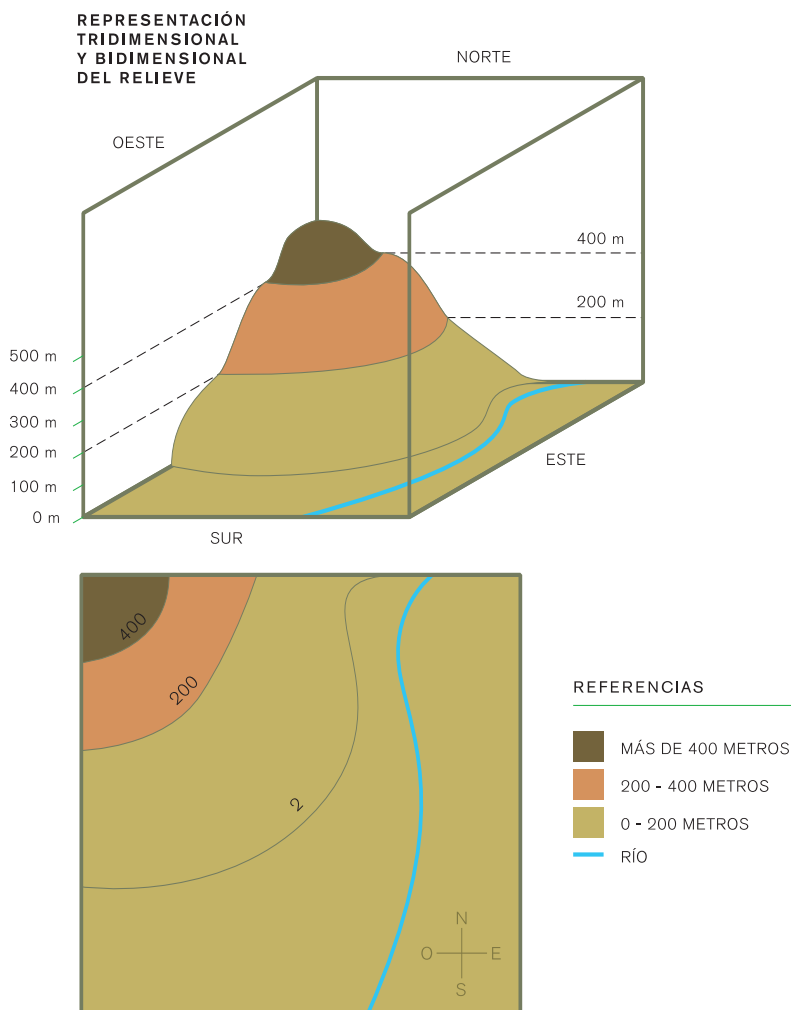 REPRESENTACIÓN
TRIDIMENSIONAL
Y BIDIMENSIONAL
DEL RELIEVE
NORTE
OESTE
400 m
200 m
500 m
400 m
300 m
200 m
100 m
0 m
ESTE
SUR
400
200
2
N
O E
S
REFERENCIAS
MÁS DE 400 METROS
200 - 400 METROS
0 - 200 METROS
RÍO